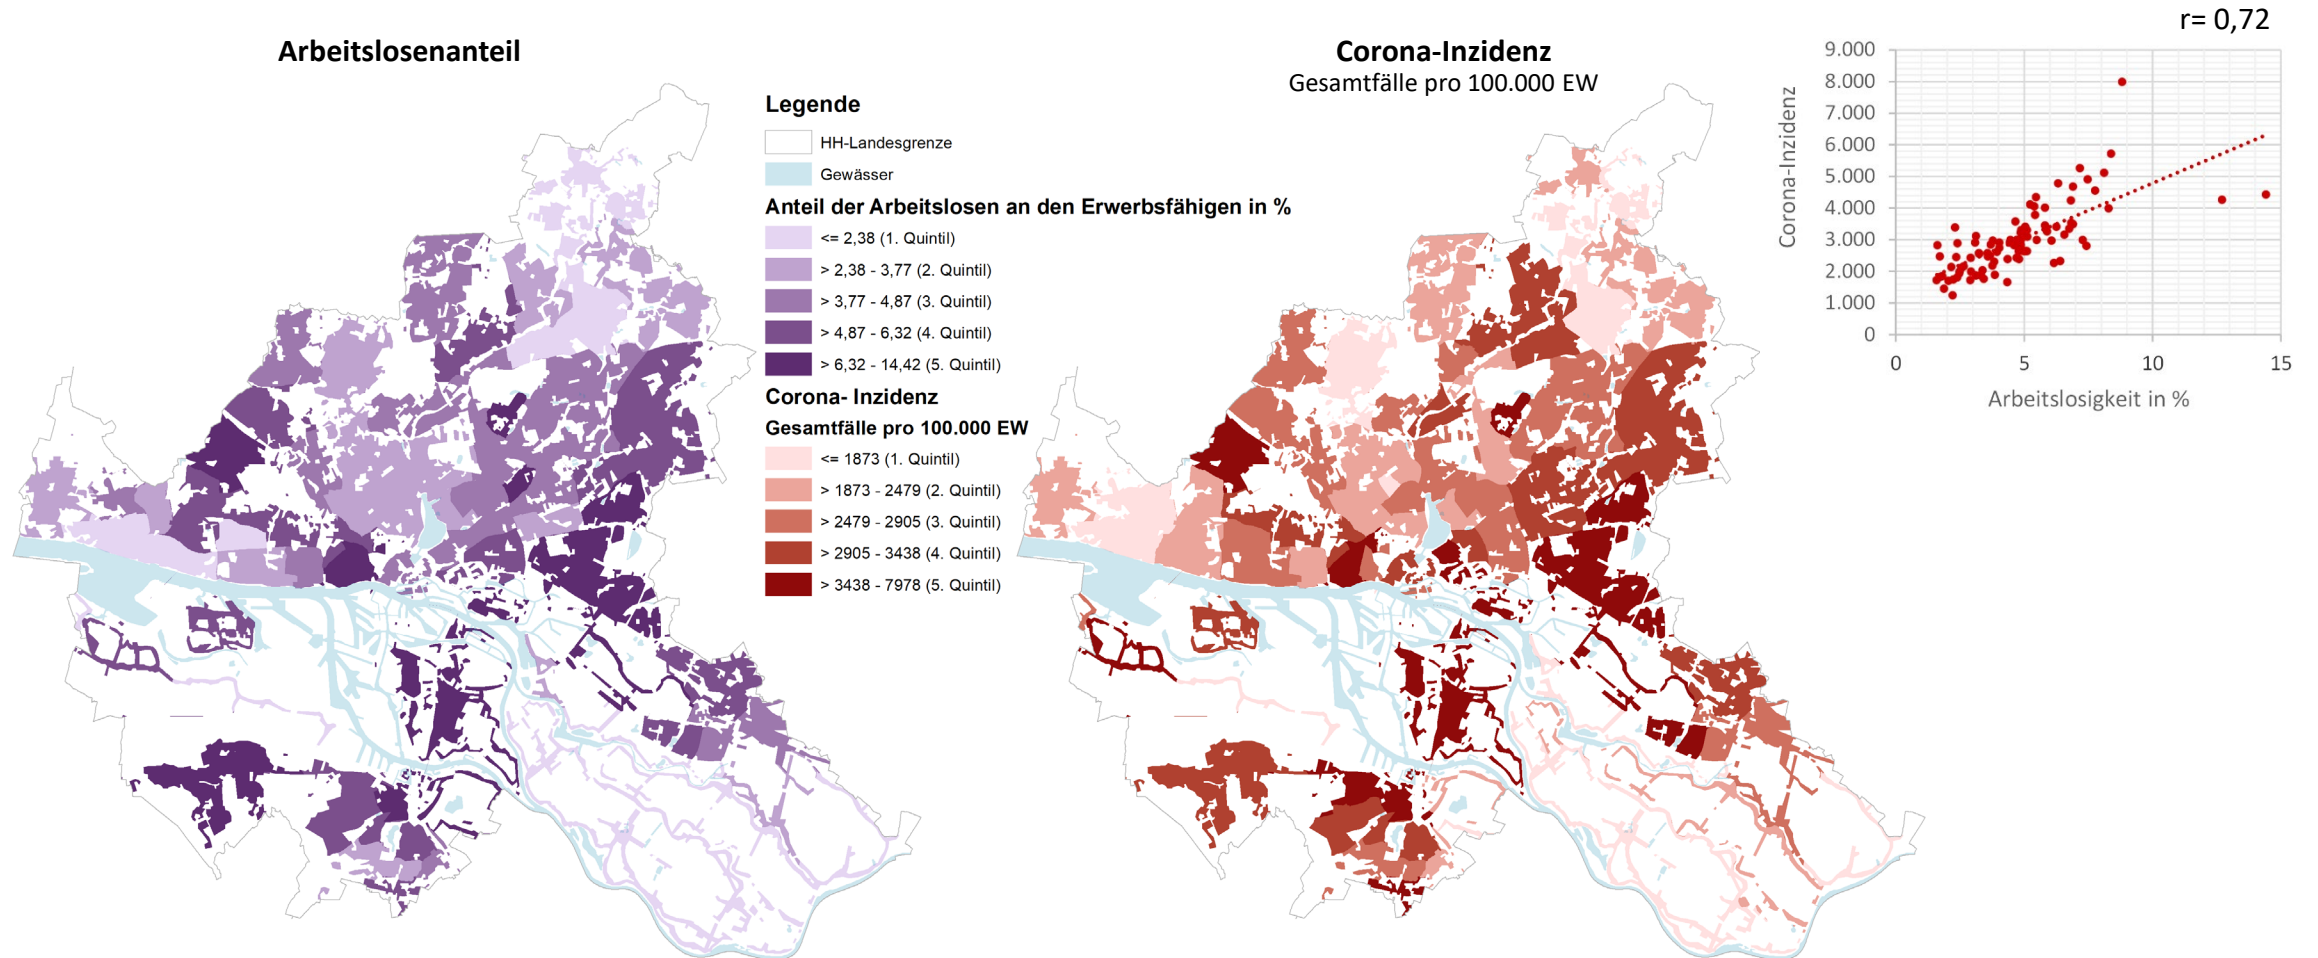 Arbeitslosenanteil
Legende
HH-Landesgrenze
Gewässer
Anteil der Arbeitslosen an den Erwerbsfähigen in %
<= 2,38 (1. Quintil)
> 2,38 - 3,77 (2. Quintil)
> 3,77 - 4,87 (3. Quintil)
> 4,87 - 6,32 (4. Quintil)
> 6,32 - 14,42 (5. Quintil)
Corona- Inzidenz
Gesamtfälle pro 100.000 EW
<= 1873 (1. Quintil)
> 1873 - 2479 (2. Quintil)
> 2479 - 2905 (3. Quintil)
> 2905 - 3438 (4. Quintil)
> 3438 - 7978 (5. Quintil)
Corona-Inzidenz
Gesamtfälle pro 100.000 EW
r= 0,72
Corona-Inzidenz
9.000
8.000
7.000
6.000
5.000
4.000
3.000
2.000
1.000
0
0 5 10 15
Arbeitslosigkeit in %